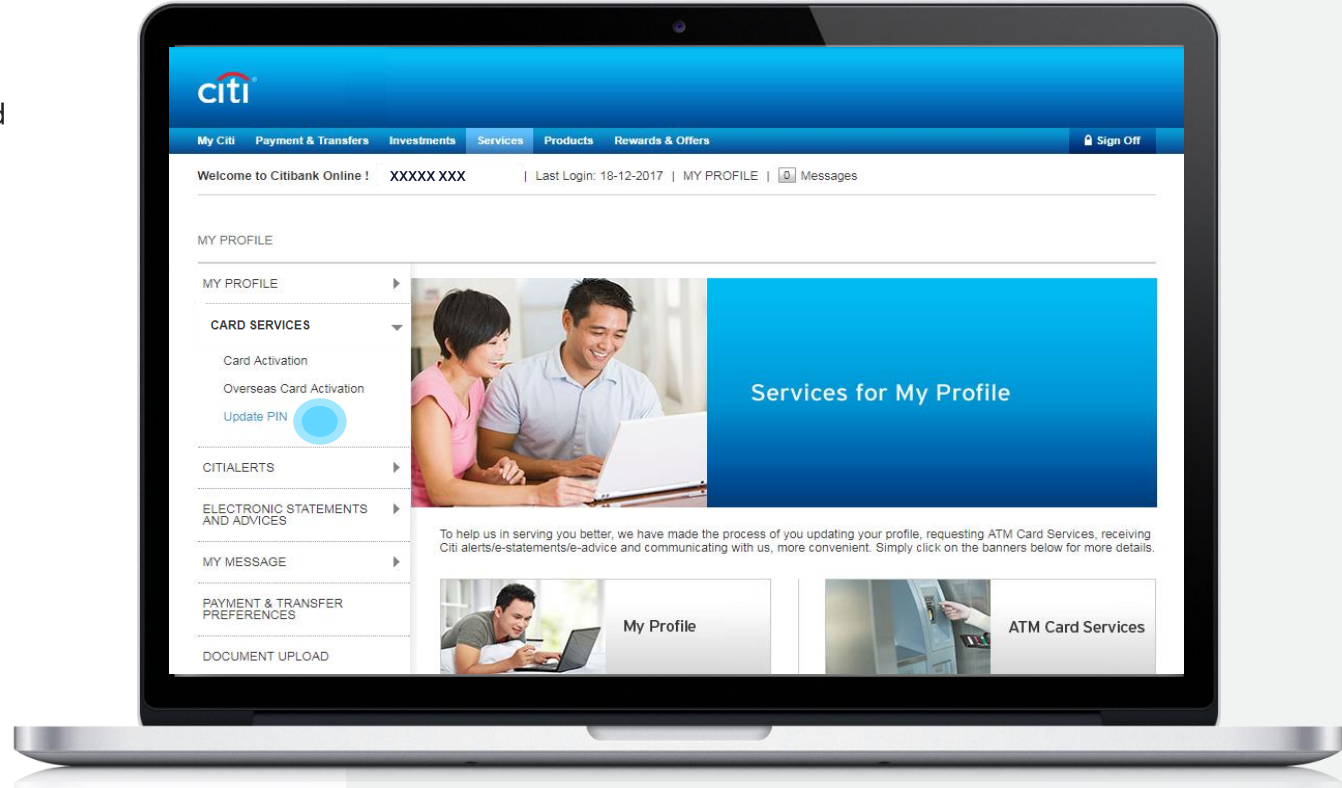 d
citi®
My Citi Payment & Transfers Investments Services Products Rewards & Offers Sign Off
Welcome to Citibank Online ! XXXXX XXX | Last Login: 18-12-2017 | MY PROFILE | 0 Messages
MY PROFILE
MY PROFILE
CARD SERVICES
Card Activation
Overseas Card Activation
Update PIN
CITIALERTS
ELECTRONIC STATEMENTS
AND ADVICES
MY MESSAGE
PAYMENT & TRANSFER
PREFERENCES
DOCUMENT UPLOAD
Services for My Profile
To help us in serving you better, we have made the process of you updating your profile, requesting ATM Card Services, receiving
Citi alerts/e-statements/e-advice and communicating with us, more convenient. Simply click on the banners below for more details.
My Profile
ATM Card Services